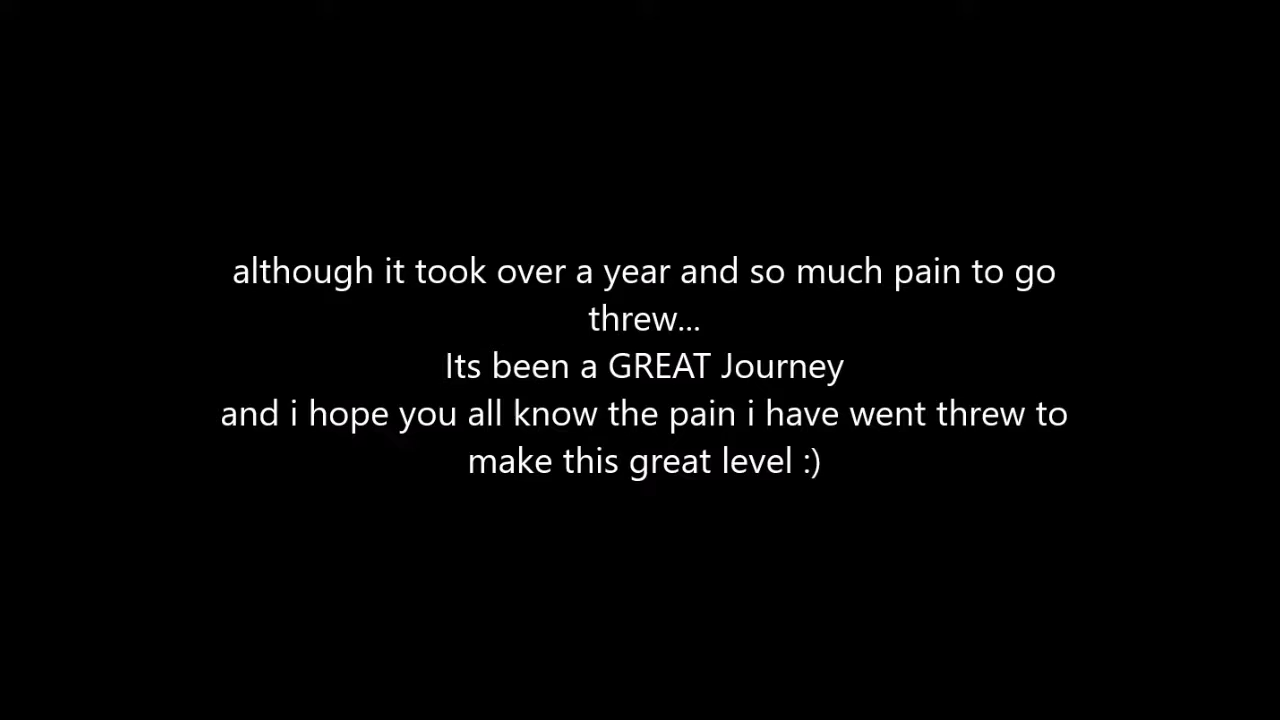 although it took over a year and so much pain to go
threw...
Its been a GREAT Journey
and i hope you all know the pain i have went threw to
make this great level :)